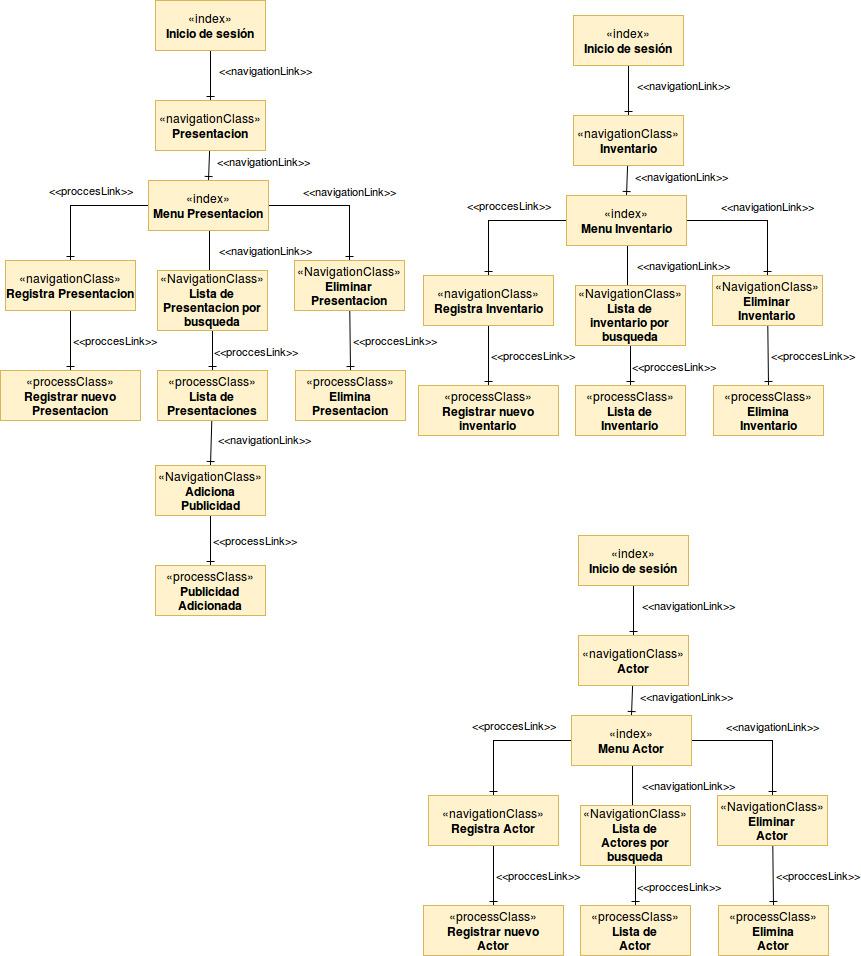 «index»
Inicio de sesión
<<navigationLink>>
«navigationClass»
Presentacion
<<navigationLink>>
«index»
Menu Presentacion
<<proccesLink>>
<<navigationLink>>
<<navigationLink>>
«navigationClass»
Registra Presentacion
«NavigationClass»
Lista de
Presentacion por
busqueda
«NavigationClass»
Eliminar
Presentacion
<<proccesLink>>
<<proccesLink>>
<<proccesLink>>
«processClass»
Registrar nuevo
Presentacion
«processClass»
Lista de
Presentaciones
«processClass»
Elimina
Presentacion
<<navigationLink>>
«NavigationClass»
Adiciona
Publicidad
<<processLink>>
«processClass»
Publicidad
Adicionada
«index»
Inicio de sesión
<<navigationLink>>
«navigationClass»
Inventario
<<navigationLink>>
«index»
Menu Inventario
<<proccesLink>>
<<navigationLink>>
<<navigationLink>>
«navigationClass»
Registra Inventario
«NavigationClass»
Lista de
inventario por
busqueda
«NavigationClass»
Eliminar
Inventario
<<proccesLink>>
<<proccesLink>>
<<proccesLink>>
«processClass»
Registrar nuevo
inventario
«processClass»
Lista de
Inventario
«processClass»
Elimina
Inventario
«index»
Inicio de sesión
<<navigationLink>>
«navigationClass»
Actor
<<navigationLink>>
«index»
Menu Actor
<<proccesLink>>
<<navigationLink>>
<<navigationLink>>
«navigationClass»
Registra Actor
«NavigationClass»
Lista de
Actores por
busqueda
«NavigationClass»
Eliminar
Actor
<<proccesLink>>
<<proccesLink>>
<<proccesLink>>
«processClass»
Registrar nuevo
Actor
«processClass»
Lista de
Actor
«processClass»
Elimina
Actor